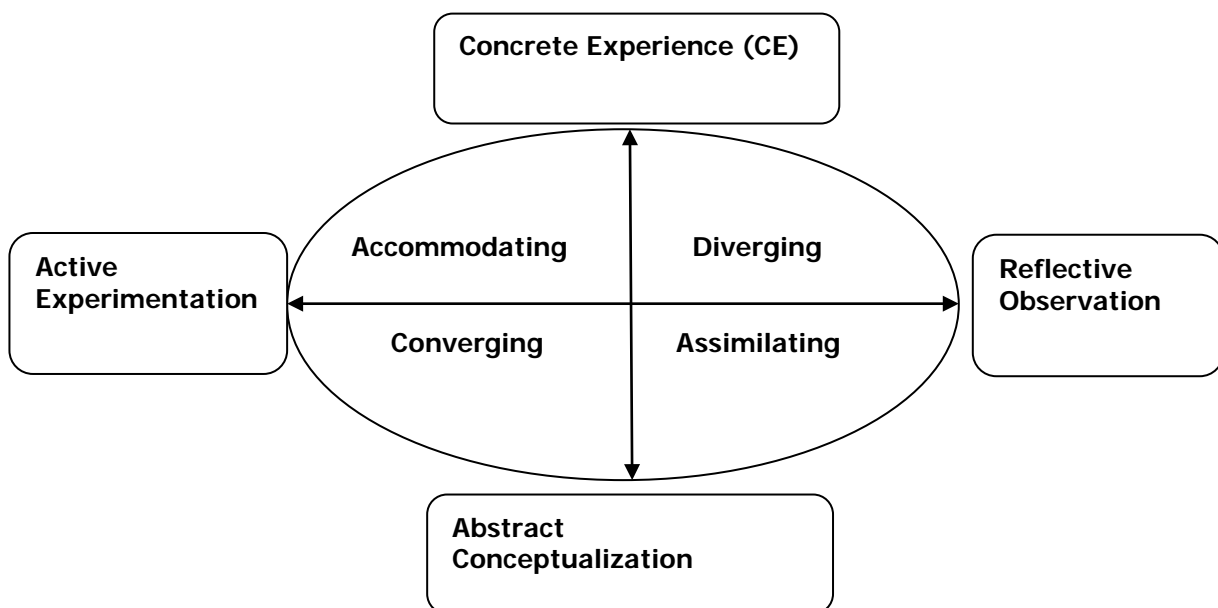 Concrete Experience (CE)
Accommodating
Diverging
Active
Experimentation
Reflective
Observation
Converging
Assimilating
Abstract
Conceptualization